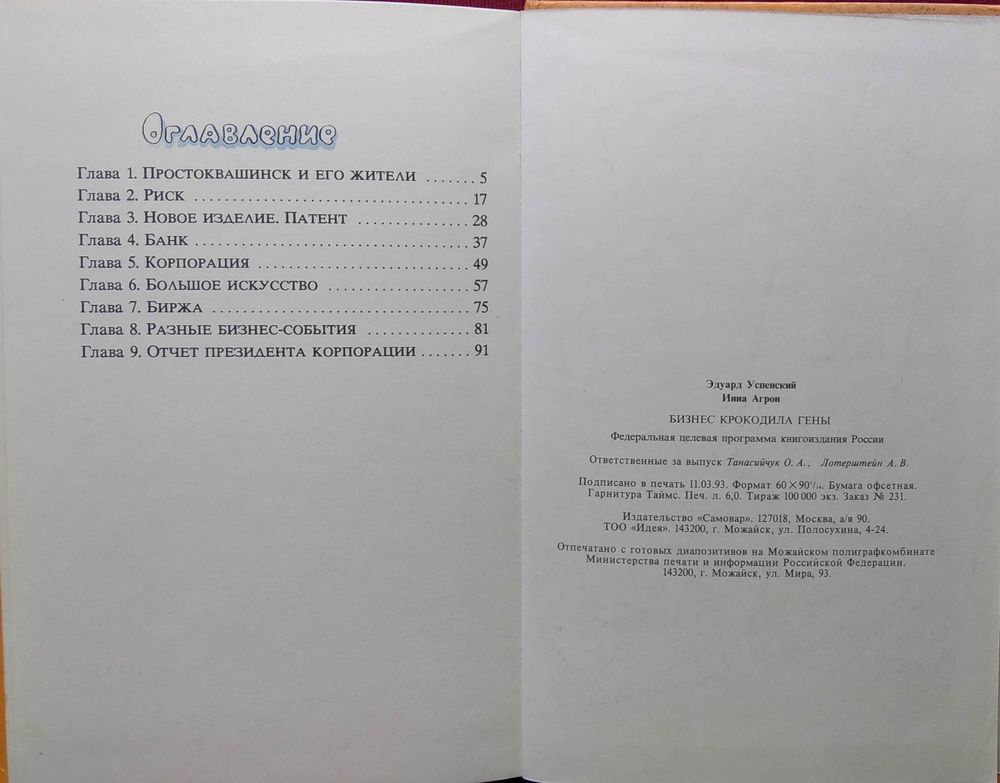 Оглавление
Глава 1. Простоквашинск и его жители ....... 5
Глава 2. Риск ..................................... 17
Глава 3. Новое изделие. Патент ............... 28
Глава 4. Банк ..................................... 37
Глава 5. Корпорация ............................ 49
Глава 6. Большое искусство ................... 57
Глава 7. Биржа ................................... 75
Глава 8. Разные бизнес-события .............. 81
Глава 9. Отчет президента корпорации ....... 91
Эдуард Успенский
Инна Агрон
БИЗНЕС КРОКОДИЛА ГЕНЫ
Федеральная целевая программа книгоиздания России
Ответственные за выпуск Танасийчук О. А., Лотерштейн А. В.
Подписано в печать 11.03.93. Формат 60×90¹/₁₆. Бумага офсетная.
Гарнитура Таймс. Печ. л. 6,0. Тираж 100 000 экз. Заказ № 231.
Издательство «Самовар». 127018, Москва, а/я 90.
ТОО «Идея». 143200, г. Можайск, ул. Полосухина, 4-24.
Отпечатано с готовых диапозитивов на Можайском полиграфкомбинате
Министерства печати и информации Российской Федерации.
143200, г. Можайск, ул. Мира, 93.